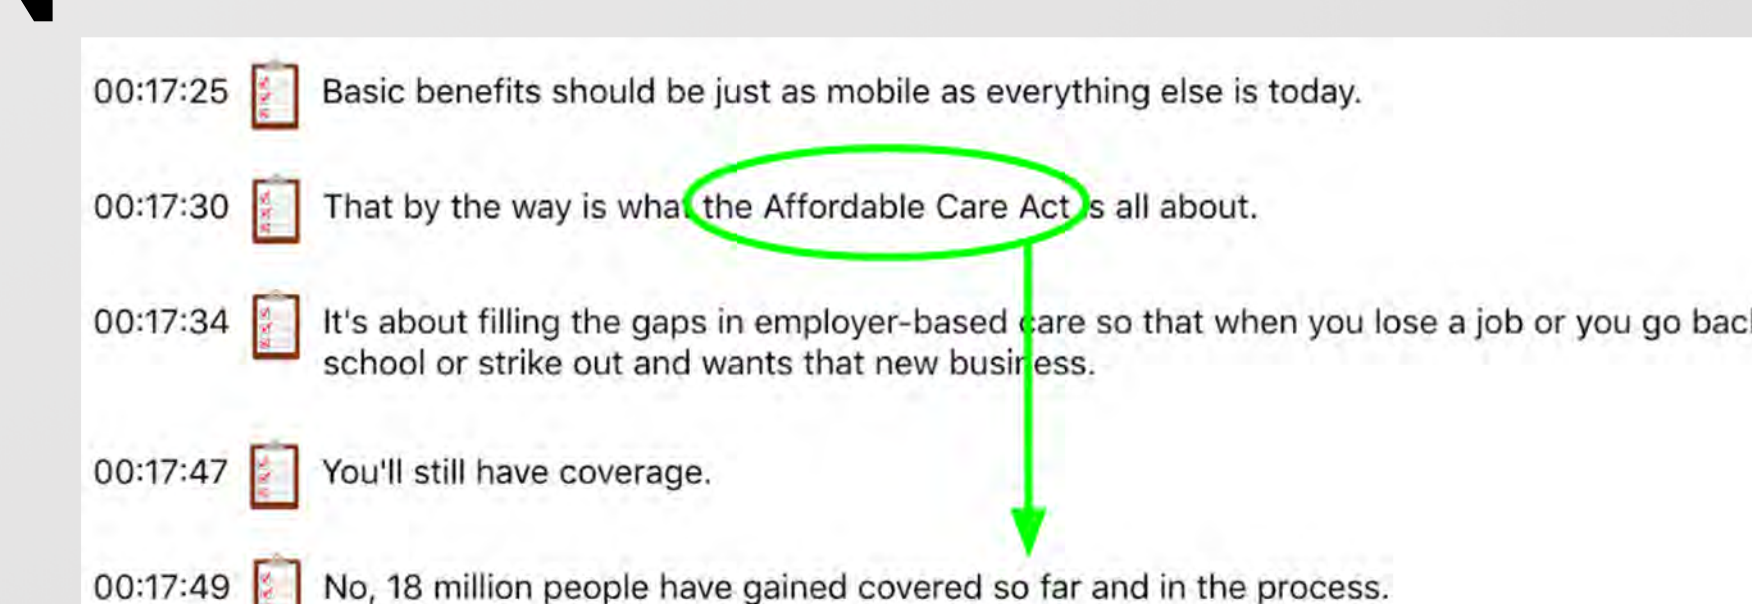 00:17:25 Basic benefits should be just as mobile as everything else is today.
00:17:30 That by the way is what the Affordable Care Act is all about.
00:17:34 It's about filling the gaps in employer-based care so that when you lose a job or you go
school or strike out and wants that new business.
00:17:47 You'll still have coverage.
00:17:49 No, 18 million people have gained covered so far and in the process.